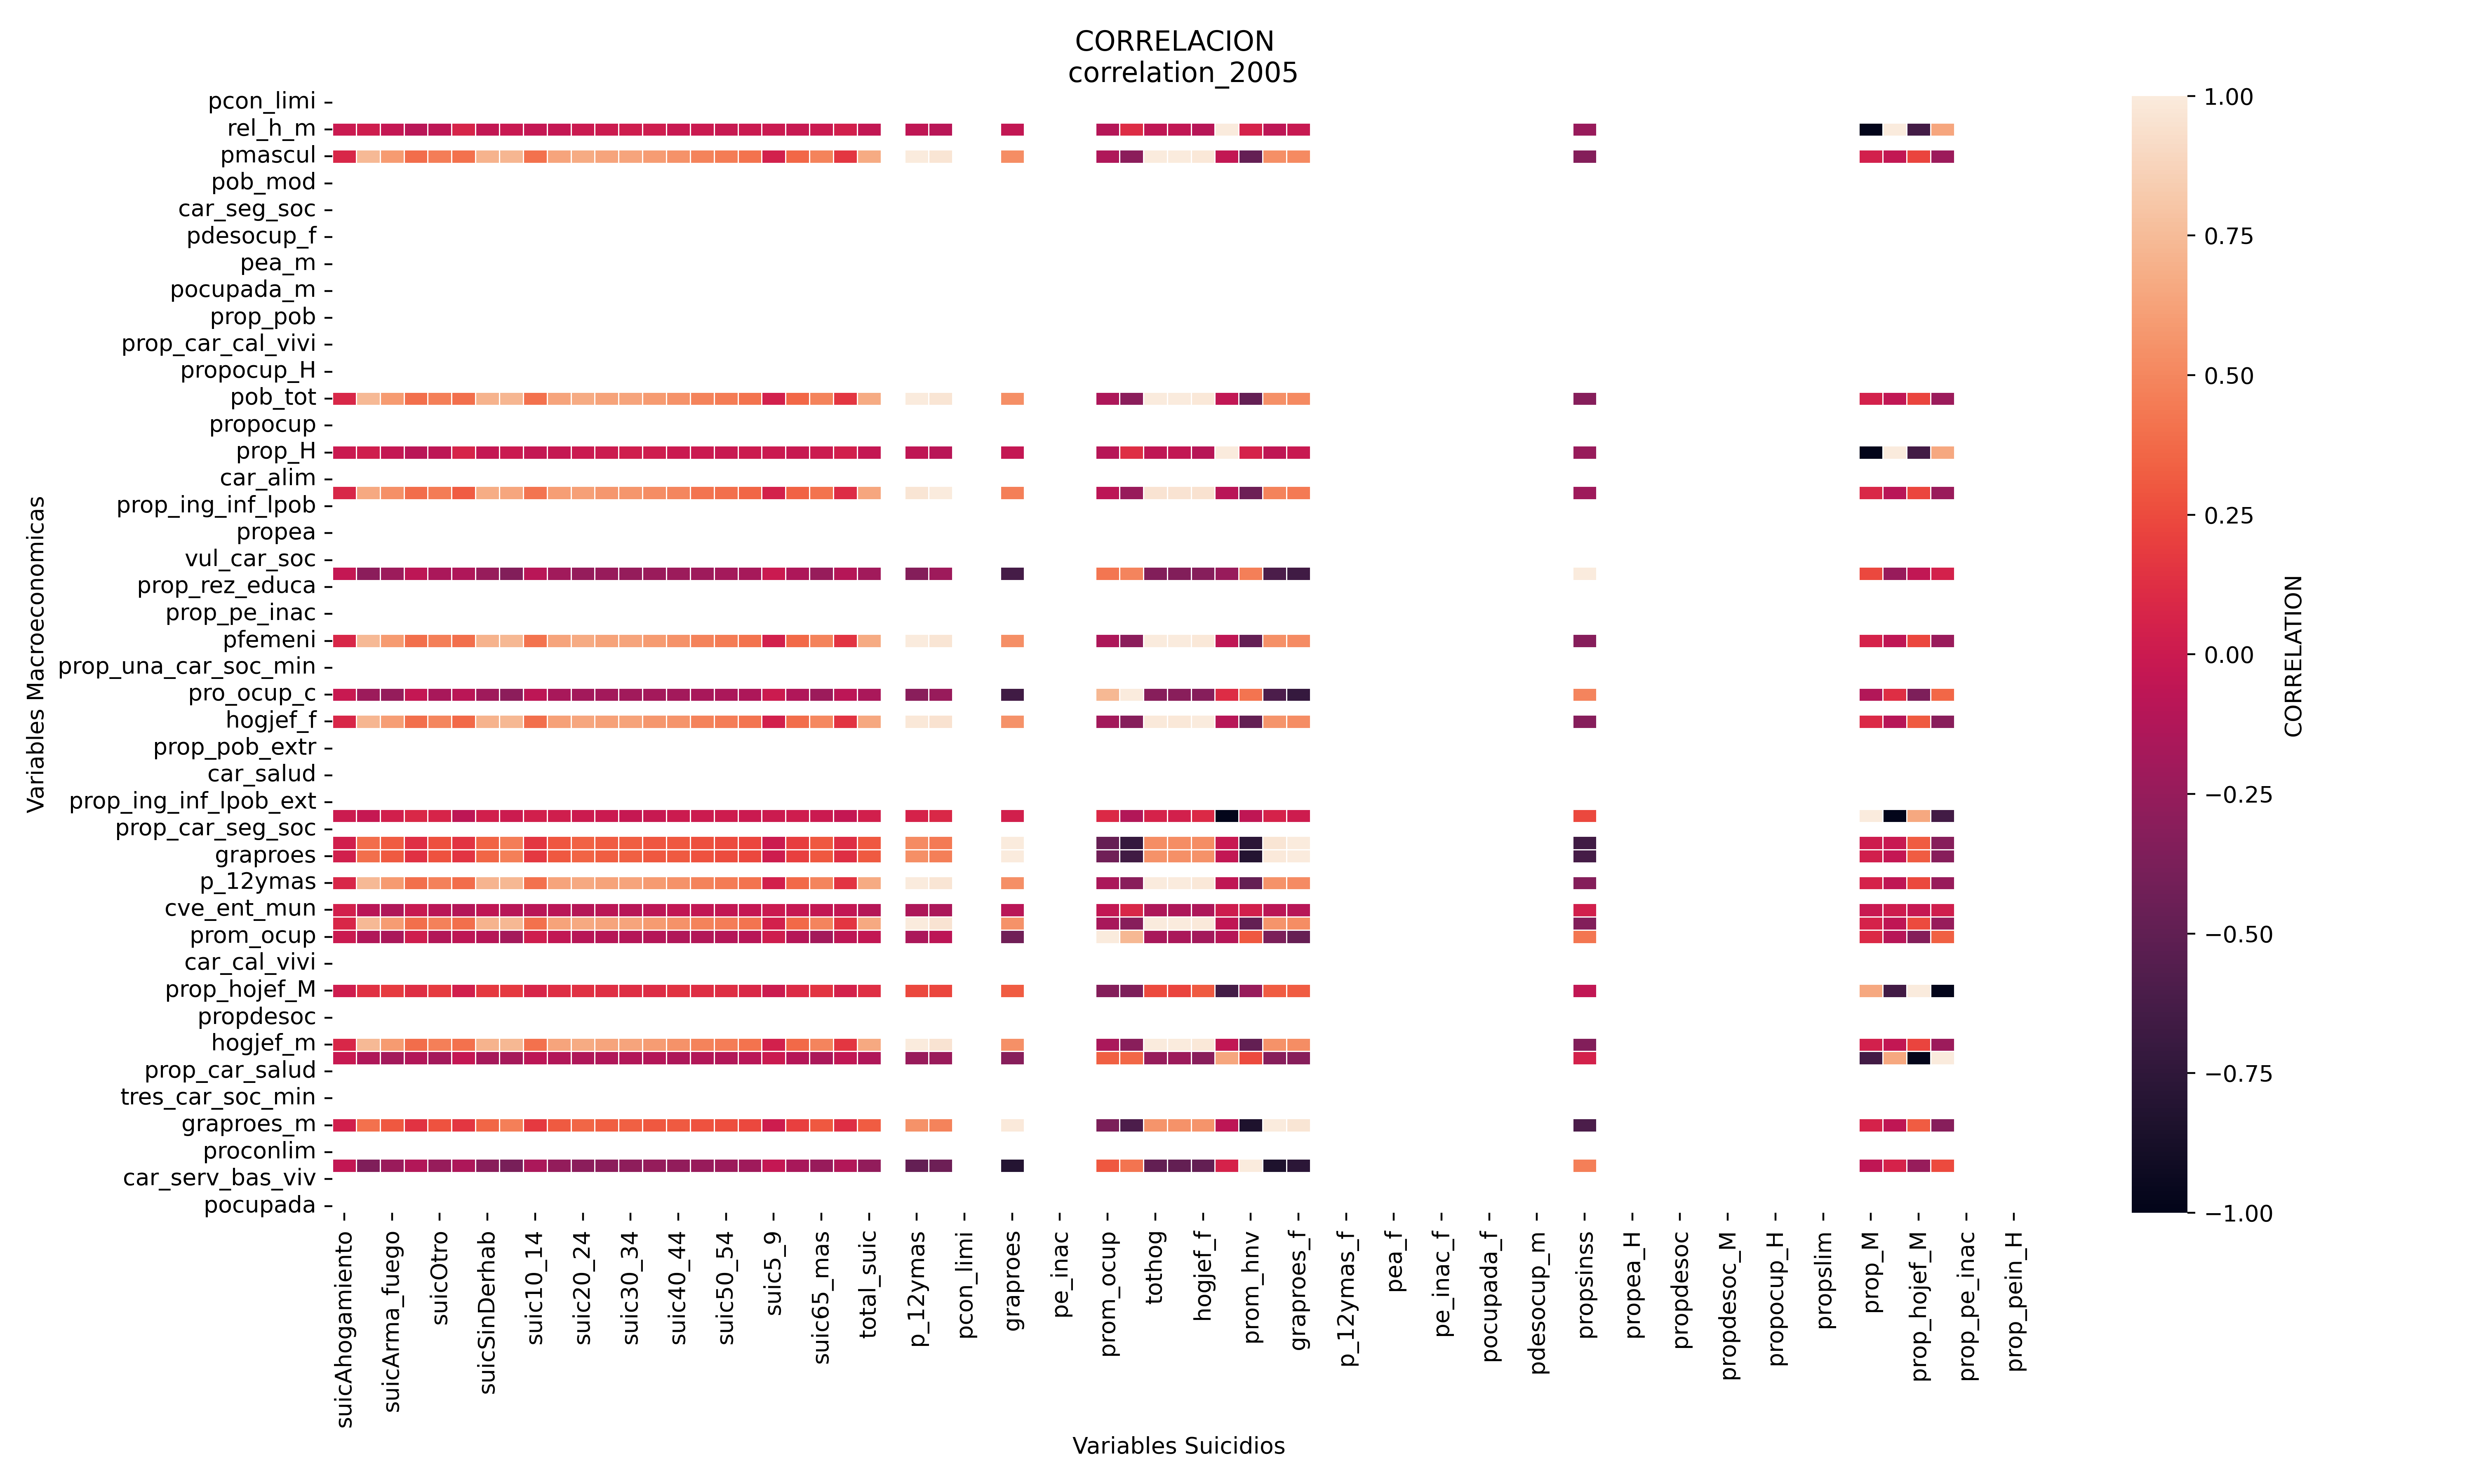 CORRELACION
correlation_2005
Variables Macroeconomicas
pcon_limi
rel_h_m
pmascul
pob_mod
car_seg_soc
pdesocup_f
pea_m
pocupada_m
prop_pob
prop_car_cal_vivi
propocup_H
pob_tot
propocup
prop_H
car_alim
prop_ing_inf_lpob
propea
vul_car_soc
prop_rez_educa
prop_pe_inac
pfemeni
prop_una_car_soc_min
pro_ocup_c
hogjef_f
prop_pob_extr
car_salud
prop_ing_inf_lpob_ext
prop_car_seg_soc
graproes
p_12ymas
cve_ent_mun
prom_ocup
car_cal_vivi
prop_hojef_M
propdesoc
hogjef_m
prop_car_salud
tres_car_soc_min
graproes_m
proconlim
car_serv_bas_viv
pocupada
suicAhogamiento
suicArma_fuego
suicOtro
suicSinDerhab
suic10_14
suic20_24
suic30_34
suic40_44
suic50_54
suic5_9
suic65_mas
total_suic
p_12ymas
pcon_limi
graproes
pe_inac
prom_ocup
tothog
hogjef_f
prom_hnv
graproes_f
p_12ymas_f
pea_f
pe_inac_f
pocupada_f
pdesocup_m
propsinss
propea_H
propdesoc
propdesoc_M
propocup_H
propslim
prop_M
prop_hojef_M
prop_pe_inac
prop_pein_H
Variables Suicidios
1.00
0.75
0.50
0.25
0.00
−0.25
−0.50
−0.75
−1.00
CORRELATION